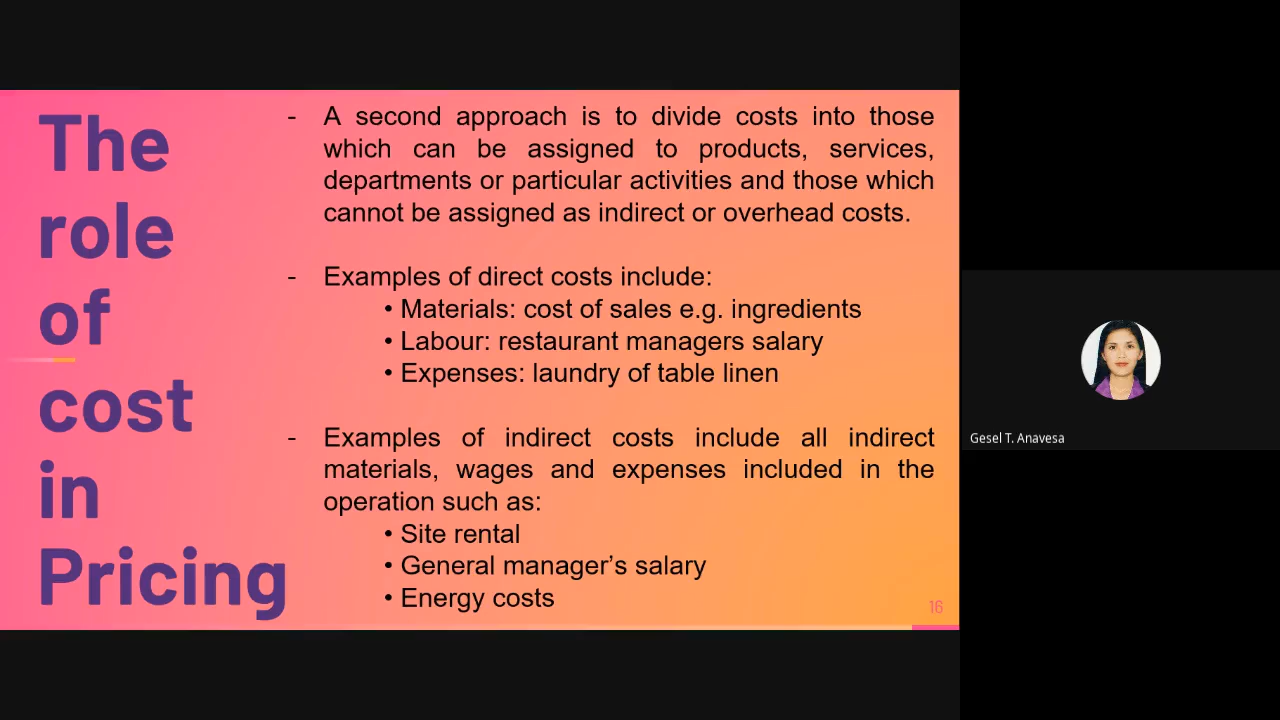 The
role
of
cost
in
Pricing
- A second approach is to divide costs into those
which can be assigned to products, services,
departments or particular activities and those which
cannot be assigned as indirect or overhead costs.
- Examples of direct costs include:
• Materials: cost of sales e.g. ingredients
• Labour: restaurant managers salary
• Expenses: laundry of table linen
- Examples of indirect costs include all indirect
materials, wages and expenses included in the
operation such as:
• Site rental
• General manager’s salary
• Energy costs
16
Gesel T. Anavesa